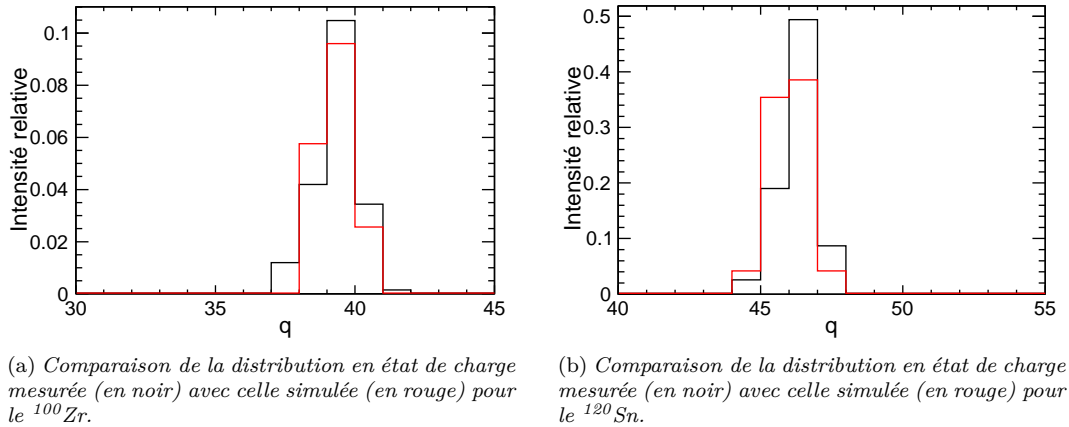 Intensité relative
0.1
0.08
0.06
0.04
0.02
0
30 35 40 45
q
Intensité relative
0.5
0.4
0.3
0.2
0.1
0
40 45 50 55
q
(a) Comparaison de la distribution en état de charge
mesurée (en noir) avec celle simulée (en rouge) pour
le ¹⁰⁰Zr.
(b) Comparaison de la distribution en état de charge
mesurée (en noir) avec celle simulée (en rouge) pour
le ¹²⁰Sn.